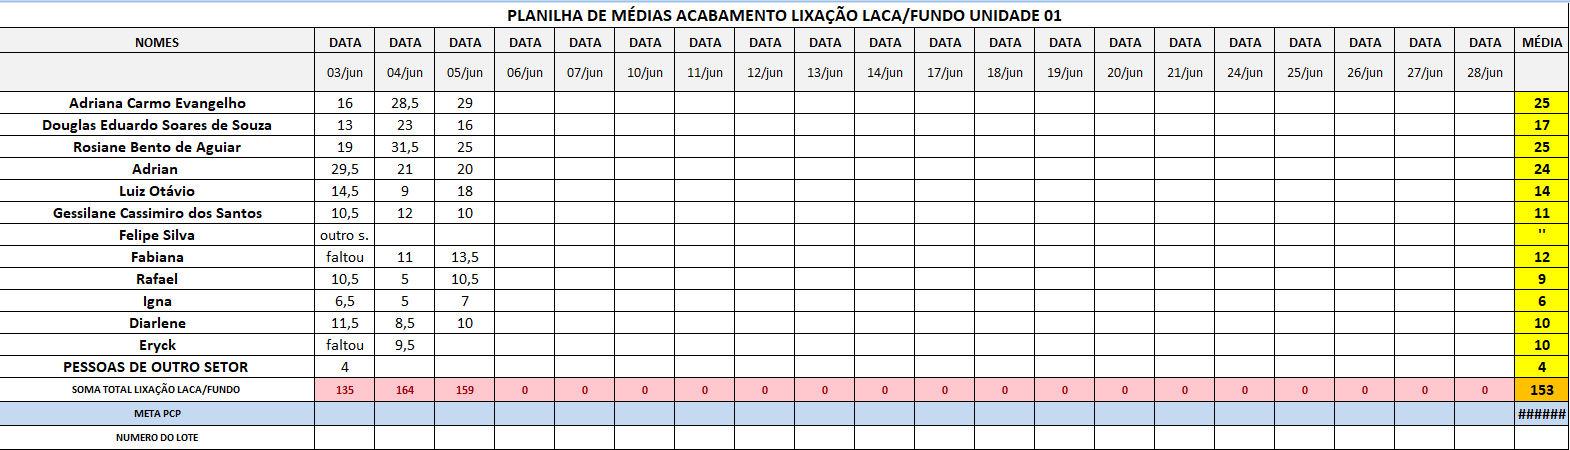 PLANILHA DE MÉDIAS ACABAMENTO LIXAÇÃO LACA/FUNDO UNIDADE 01
NOMES DATA DATA DATA DATA DATA DATA DATA DATA DATA DATA DATA DATA DATA DATA DATA DATA DATA DATA DATA DATA MÉDIA
03/jun 04/jun 05/jun 06/jun 07/jun 10/jun 11/jun 12/jun 13/jun 14/jun 17/jun 18/jun 19/jun 20/jun 21/jun 24/jun 25/jun 26/jun 27/jun 28/jun
Adriana Carmo Evangelho 16 28,5 29 25
Douglas Eduardo Soares de Souza 13 23 16 17
Rosiane Bento de Aguiar 19 31,5 25 25
Adrian 29,5 21 20 24
Luiz Otávio 14,5 9 18 14
Gessilane Cassimiro dos Santos 10,5 12 10 11
Felipe Silva outro s. ''
Fabiana faltou 11 13,5 12
Rafael 10,5 5 10,5 9
Igna 6,5 5 7 6
Diarlene 11,5 8,5 10 10
Eryck faltou 9,5 10
PESSOAS DE OUTRO SETOR 4 4
SOMA TOTAL LIXAÇÃO LACA/FUNDO 135 164 159 0 0 0 0 0 0 0 0 0 0 0 0 0 0 0 0 0 153
META PCP ######
NUMERO DO LOTE